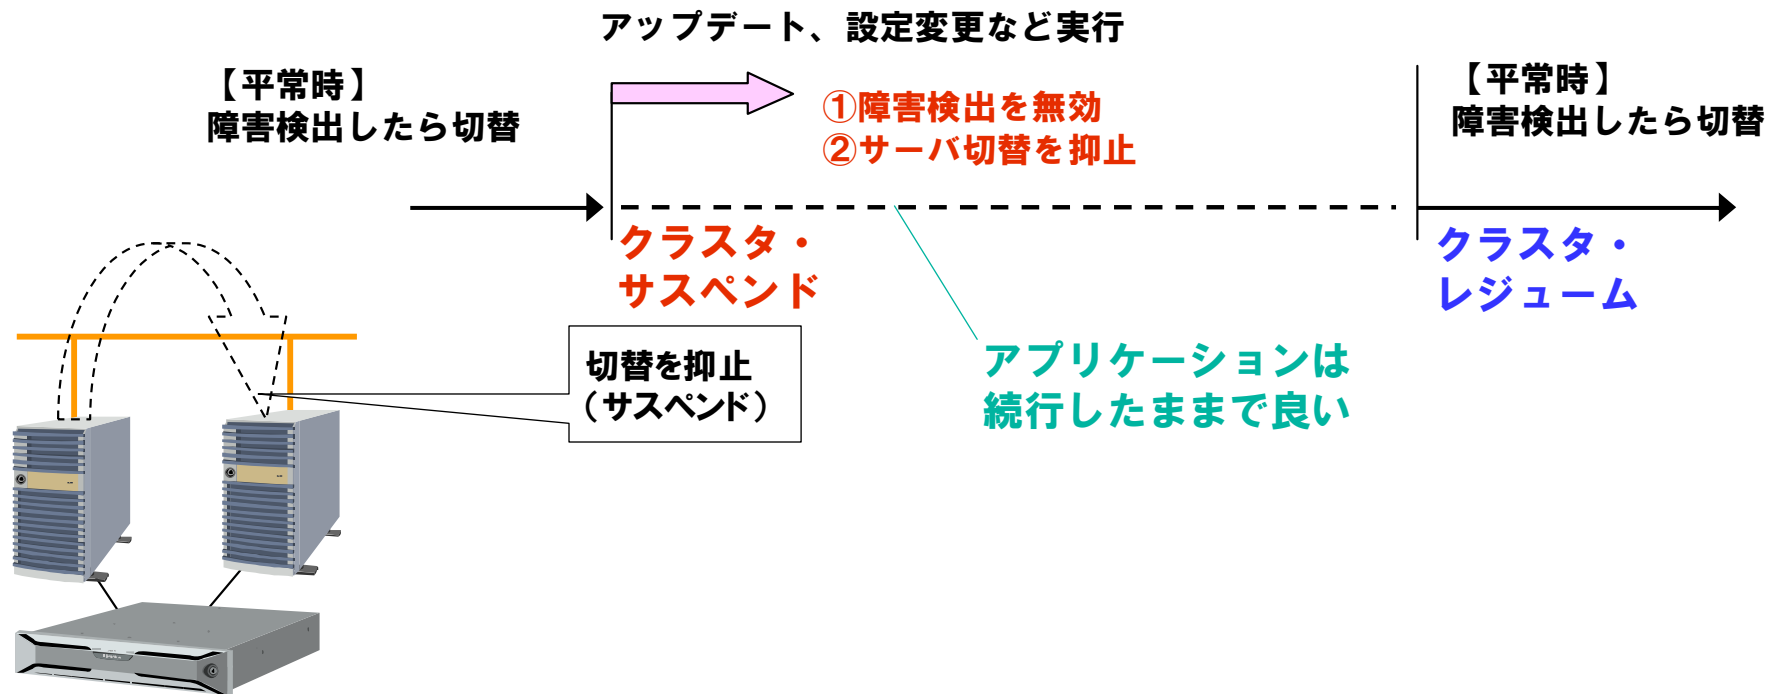 アップデート、設定変更など実行
【平常時】
障害検出したら切替
①障害検出を無効
②サーバ切替を抑止
【平常時】
障害検出したら切替
クラスタ・
サスペンド
クラスタ・
レジューム
切替を抑止
（サスペンド）
アプリケーションは
続行したままで良い